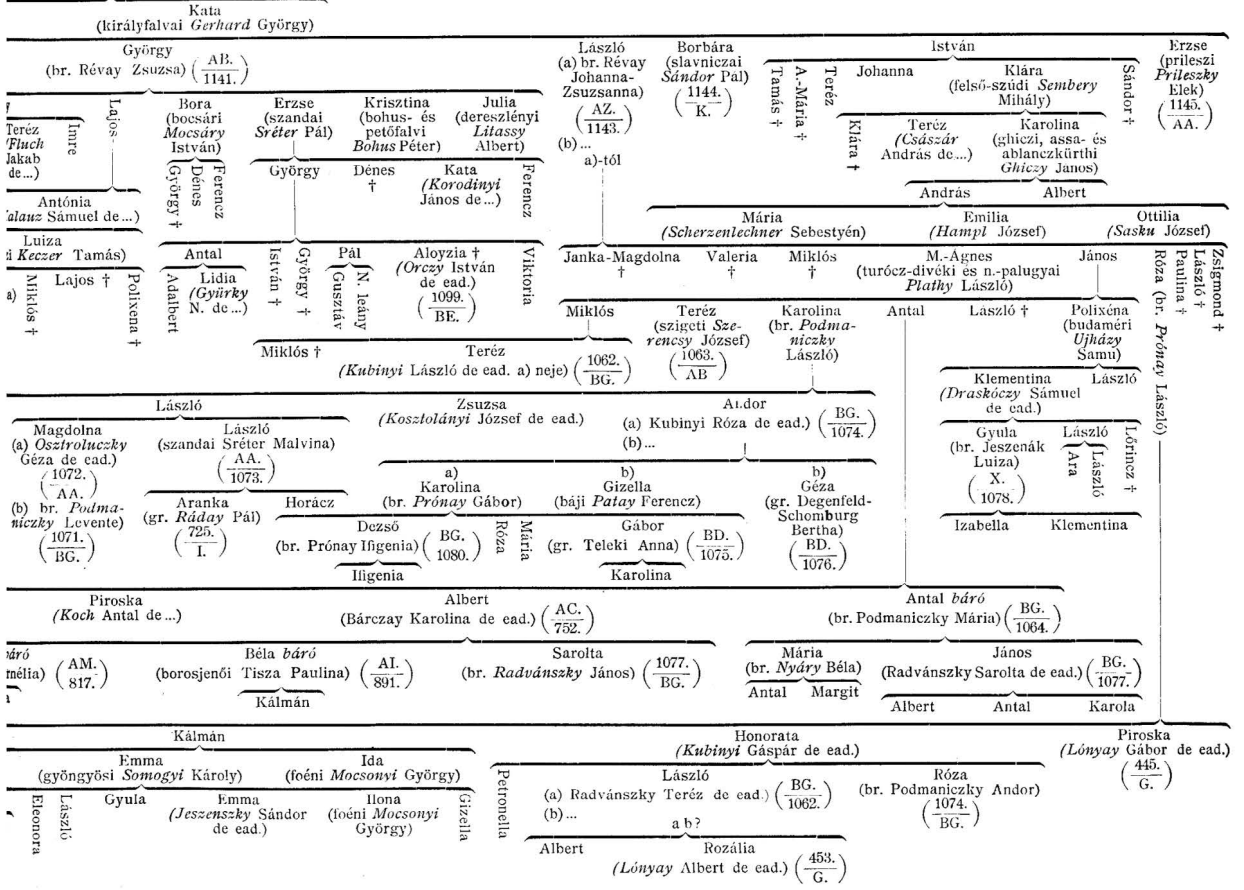 Kata
(királyfalvai Gerhard György)
György
(br. Révay Zsuzsa) (AB. 1141.)
László
(a) br. Révay
Johanna-
Zsuzsanna)
(AZ. 1143.)
(b) ...
a)-tól
Borbára
(slavniczai
Sándor Pál)
(1144. K.)
István
Erzse
(prileszi
Prileszky
Elek)
(1145. AA.)
Tamás †
A.-Mária †
Teréz
Johanna
Klára
(felső-szúdi Sembery
Mihály)
Sándor †
Teréz
(Fluch
Jakab
de ...)
Imre
Lajos
Bora
(bocsári
Mocsáry
István)
Erzse
(szandai
Sréter Pál)
Krisztina
(bohus- és
petőfalvi
Bohus Péter)
Julia
(dereszlényi
Litassy
Albert)
Klára †
Teréz
(Császár
András de ...)
Karolina
(ghiczi, assa- és
ablanczkürthi
Ghiczy János)
György †
Dénes
Ferencz
György
Dénes
†
Kata
(Korodinyi
János de ...)
Ferencz
András
Albert
Antónia
Sámuel de ...)
Mária
(Scherzenlechner Sebestyén)
Emilia
(Hampl József)
Ottilia
(Sasku József)
Luiza
Keczer Tamás)
Antal
István †
György †
Pál
Aloyzia †
(Orczy István
de ead.)
(1099. BE.)
Viktoria
Janka-Magdolna
†
Valeria
†
Miklós
†
M.-Ágnes
(turócz-divéki és n.-palugyai
Plathy László)
János
Róza (br. Prónay László)
Paulina †
László †
Zsigmond †
a)
Miklós †
Lajos †
Polixena †
Adalbert
Lidia
(Gyürky
N. de ...)
Gusztáv
N. leány
Miklós
Teréz
(szigeti Sze-
rencsy József)
(1063. AB)
Karolina
(br. Podma-
niczky
László)
Antal
László †
Polixéna
(budaméri
Ujházy
Samu)
Miklós †
Teréz
(Kubinyi László de ead. a) neje) (1062. BG.)
Klementina
(Draskóczy Sámuel
de ead.)
László
László
Zsuzsa
(Kosztolányi József de ead.)
Andor
(a) Kubinyi Róza de ead.) (BG. 1074.)
(b) ...
Gyula
(br. Jeszenák
Luiza)
(X. 1078.)
László
Lőrincz †
Ara
László
Magdolna
(a) Osztroluczky
Géza de ead.)
(1072. AA.)
(b) br. Podma-
niczky Levente)
(1071. BG.)
László
(szandai Sréter Malvina)
(AA. 1073.)
a)
Karolina
(br. Prónay Gábor)
b)
Gizella
(báji Patay Ferencz)
b)
Géza
(gr. Degenfeld-
Schomburg
Bertha)
(BD. 1076.)
Aranka
(gr. Ráday Pál)
(725. I.)
Horácz
Dezső
(br. Prónay Ifigenia) (BG. 1080.)
Róza
Mária
Gábor
(gr. Teleki Anna) (BD. 1075.)
Izabella
Klementina
Ifigenia
Karolina
Piroska
(Koch Antal de ...)
Albert
(Bárczay Karolina de ead.) (AC. 752.)
Antal báró
(br. Podmaniczky Mária) (BG. 1064.)
báró
(AM. 817.)
Béla báró
(borosjenői Tisza Paulina) (AI. 891.)
Sarolta
(br. Radvánszky János) (1077. BG.)
Mária
(br. Nyáry Béla)
János
(Radvánszky Sarolta de ead.) (BG. 1077.)
Kálmán
Antal
Margit
Albert
Antal
Karola
Kálmán
Honorata
(Kubinyi Gáspár de ead.)
Piroska
(Lónyay Gábor de ead.)
(445. G.)
Emma
(gyöngyösi Somogyi Károly)
Ida
(foéni Mocsonyi György)
Petronella
László
(a) Radvánszky Teréz de ead.) (BG. 1062.)
(b) ...
Róza
(br. Podmaniczky Andor)
(1074. BG.)
Eleonora
László
Gyula
Emma
(Jeszenszky Sándor
de ead.)
Ilona
(foéni Mocsonyi
György)
Gizella
a b?
Albert
Rozália
(Lónyay Albert de ead.) (453. G.)